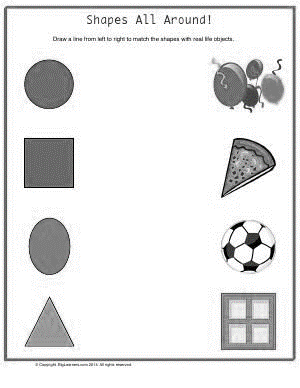 Shapes All Around!
Draw a line from left to right to match the shapes with real life objects.
© Copyright. BigLearners.com 2014. All rights reserved.